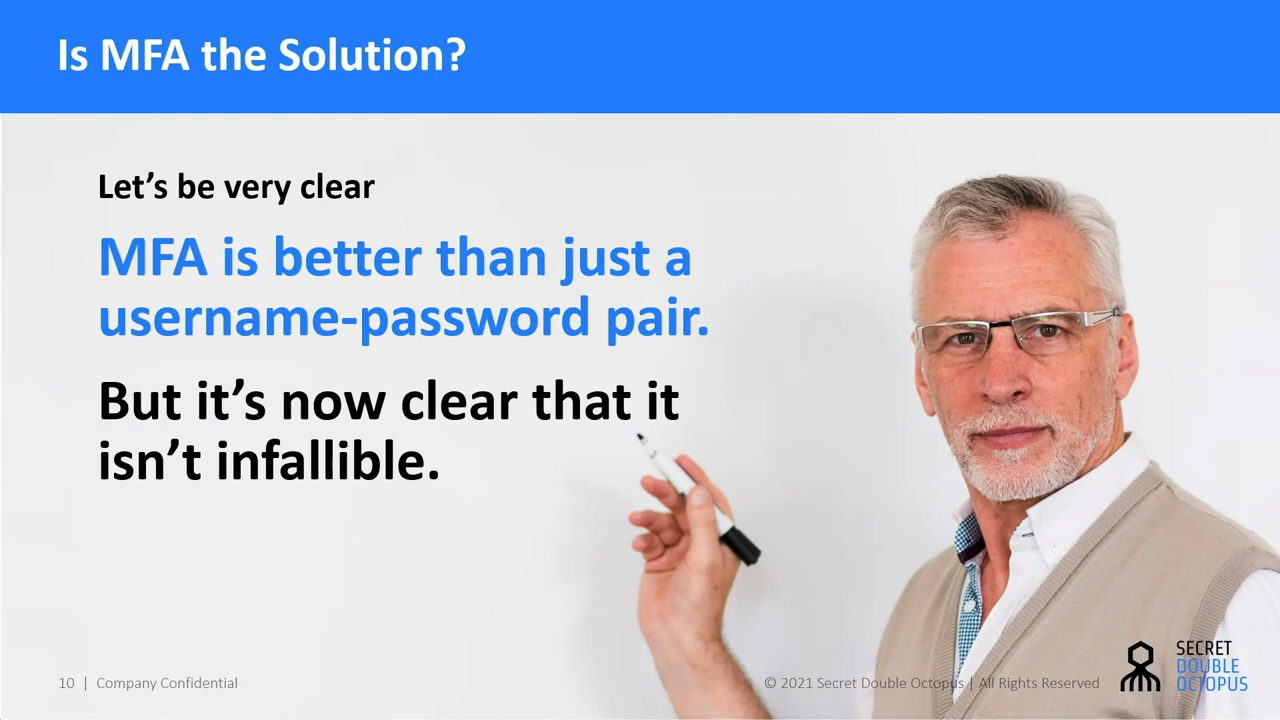 Is MFA the Solution?
Let’s be very clear
MFA is better than just a
username-password pair.
But it’s now clear that it
isn’t infallible.
10 | Company Confidential
© 2021 Secret Double Octopus | All Rights Reserved
SECRET
DOUBLE
OCTOPUS